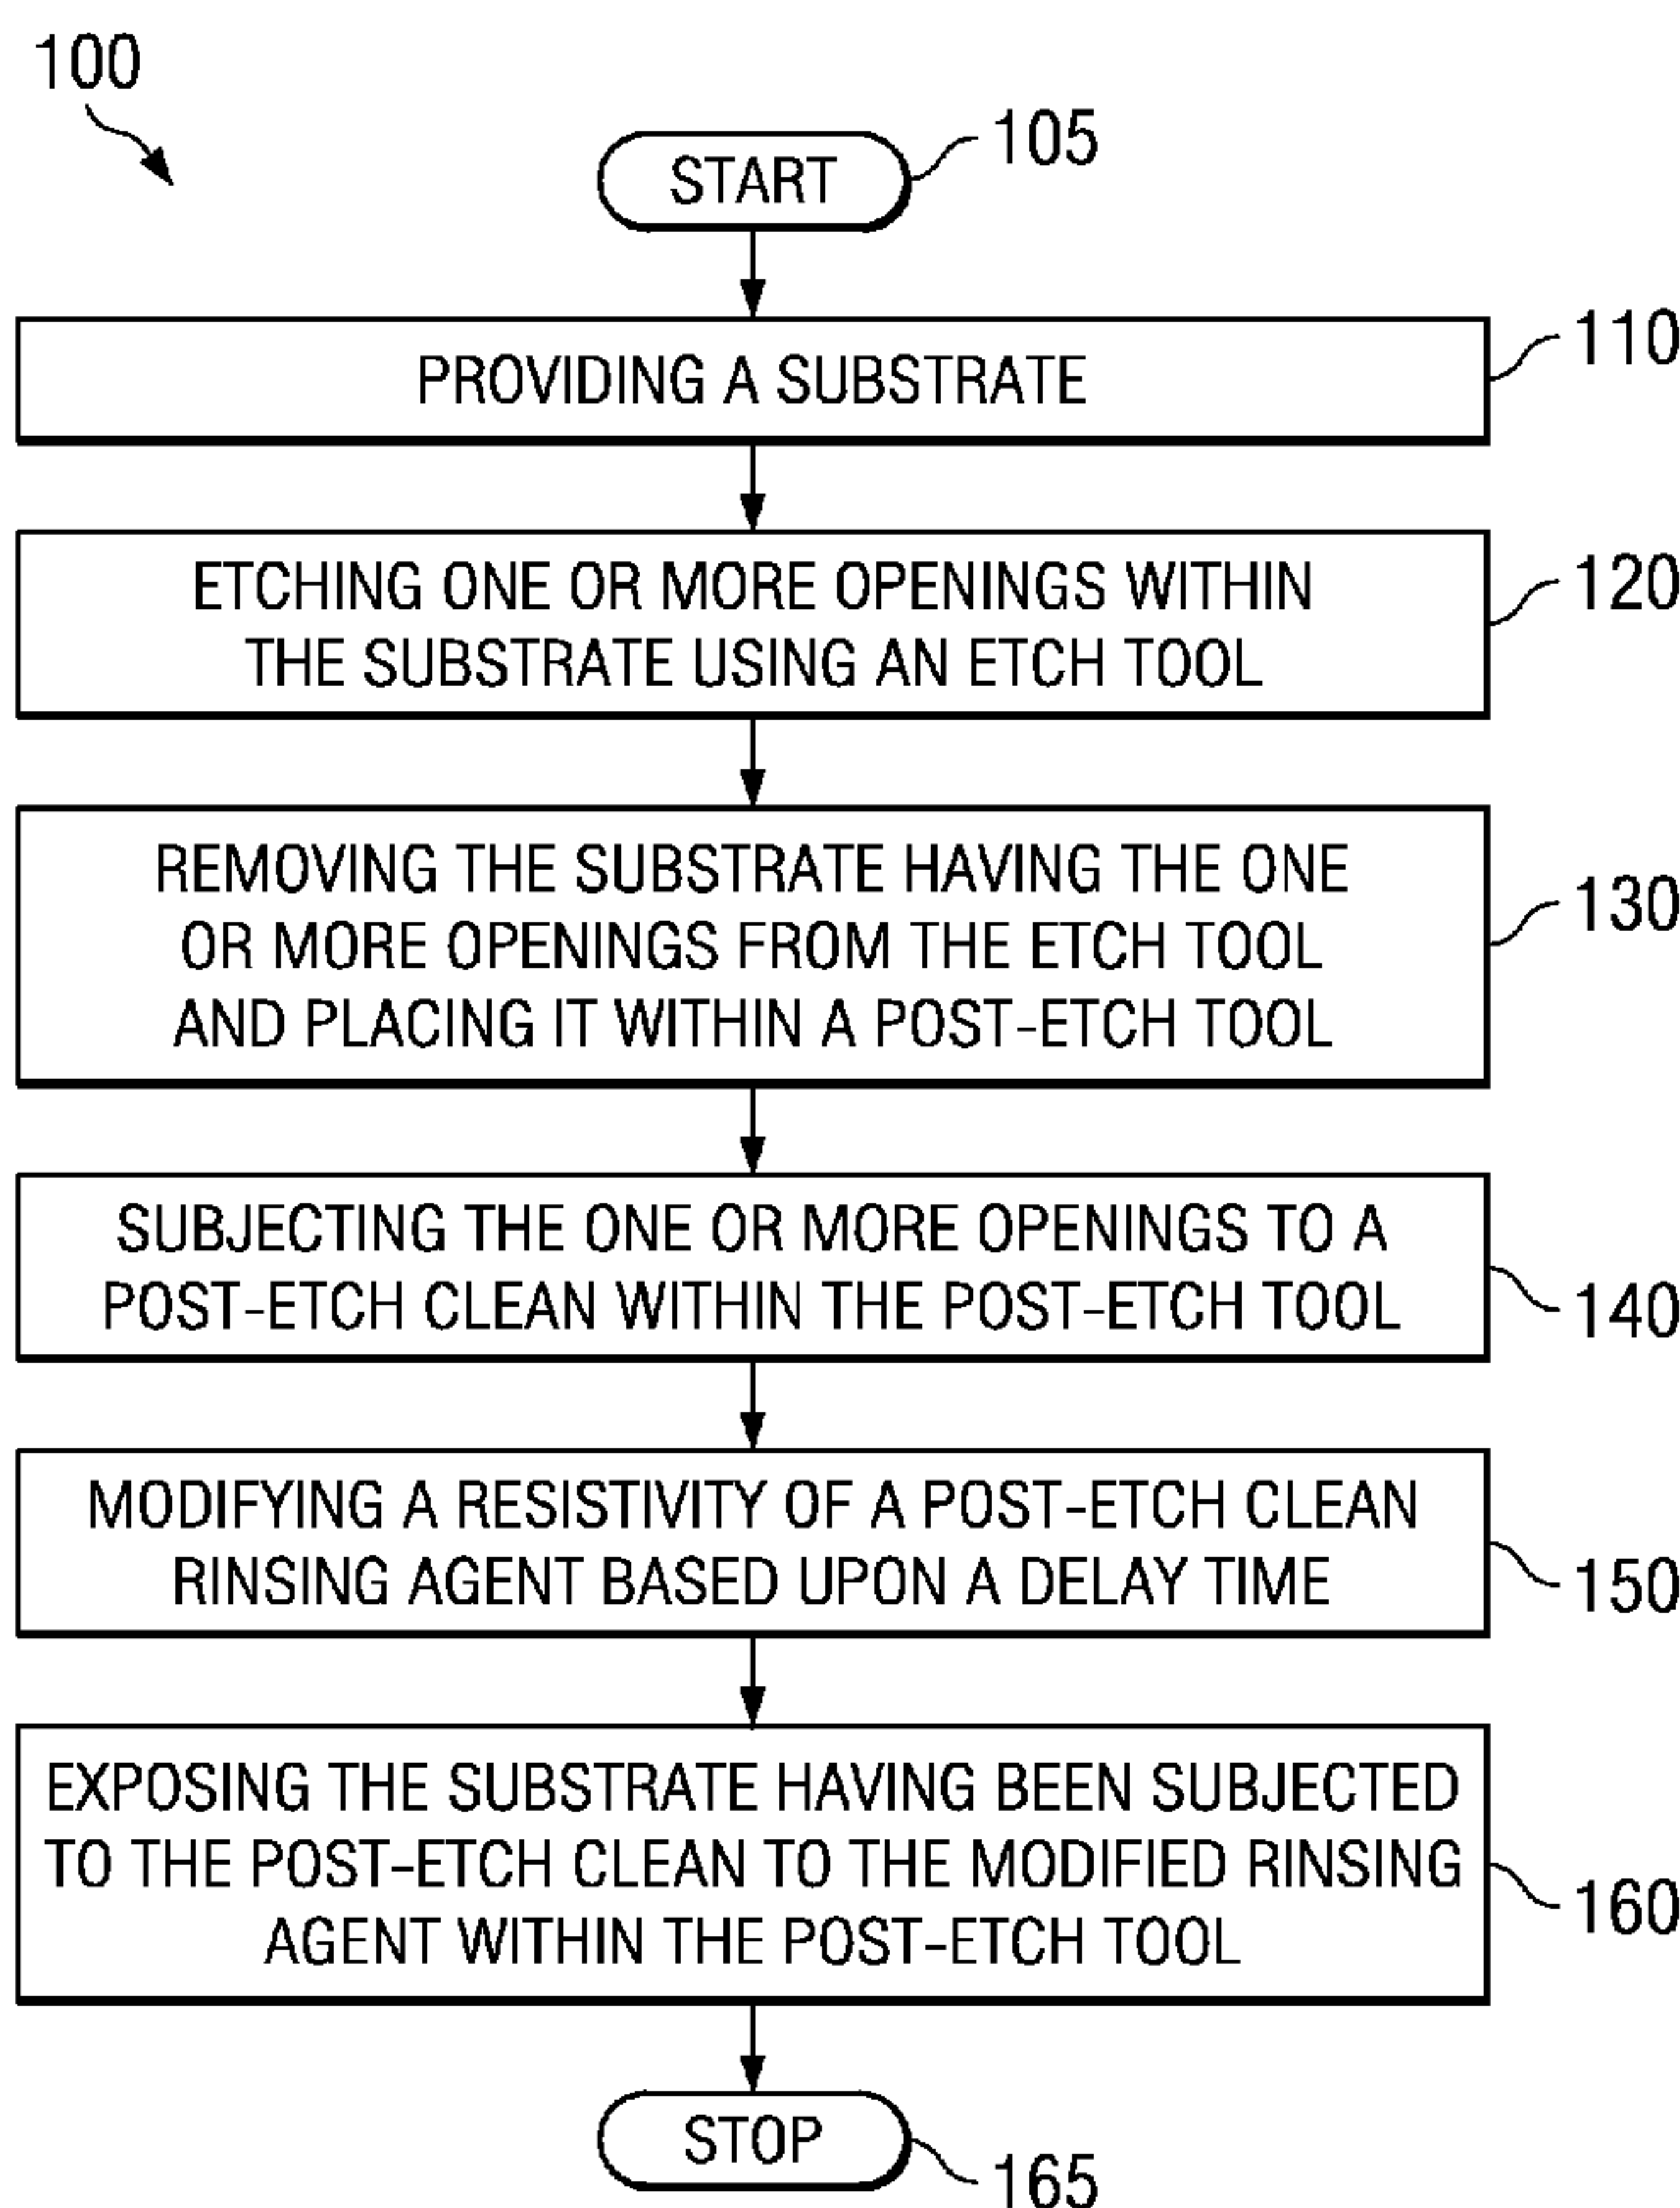 100
START
105
PROVIDING A SUBSTRATE
110
ETCHING ONE OR MORE OPENINGS WITHIN
THE SUBSTRATE USING AN ETCH TOOL
120
REMOVING THE SUBSTRATE HAVING THE ONE
OR MORE OPENINGS FROM THE ETCH TOOL
AND PLACING IT WITHIN A POST-ETCH TOOL
130
SUBJECTING THE ONE OR MORE OPENINGS TO A
POST-ETCH CLEAN WITHIN THE POST-ETCH TOOL
140
MODIFYING A RESISTIVITY OF A POST-ETCH CLEAN
RINSING AGENT BASED UPON A DELAY TIME
150
EXPOSING THE SUBSTRATE HAVING BEEN SUBJECTED
TO THE POST-ETCH CLEAN TO THE MODIFIED RINSING
AGENT WITHIN THE POST-ETCH TOOL
160
STOP
165